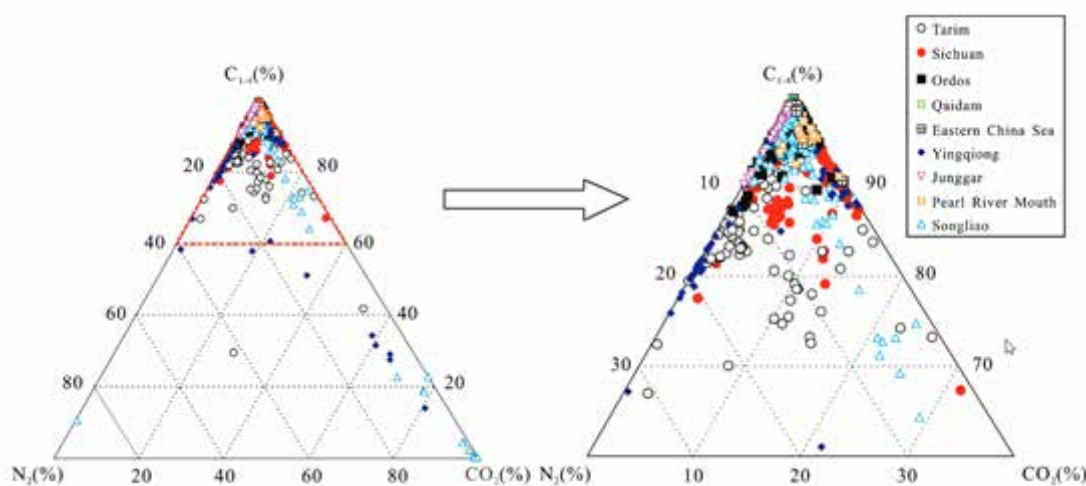 C₁₋₄(%)
20
80
40
60
60
40
80
20
N₂(%)
20
40
60
80
CO₂(%)
C₁₋₄(%)
10
90
20
80
30
70
N₂(%)
10
20
30
CO₂(%)
Tarim
Sichuan
Ordos
Qaidam
Eastern China Sea
Yingqiong
Junggar
Pearl River Mouth
Songliao